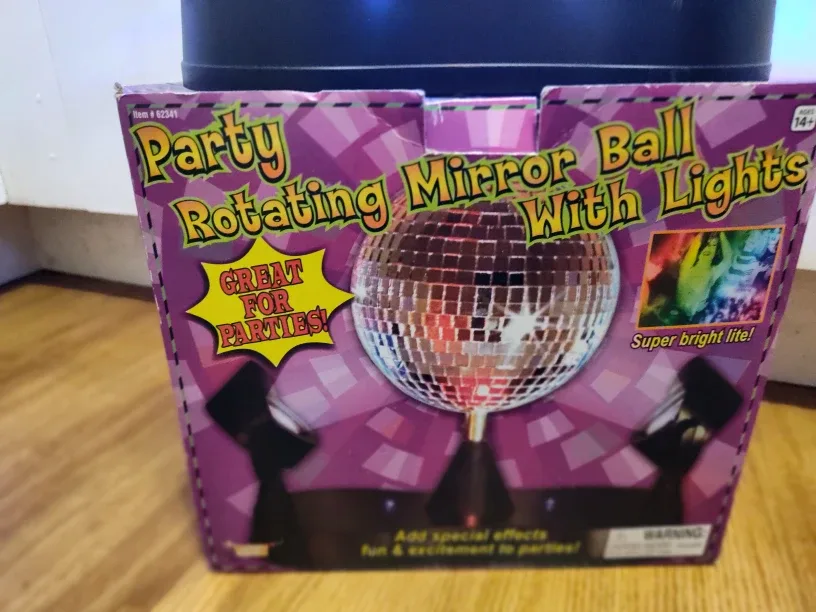 Item # 62341
AGES
14+
Party
Rotating Mirror Ball
With Lights
GREAT
FOR
PARTIES!
Super bright lite!
Add special effects
fun & excitement to parties!
WARNING